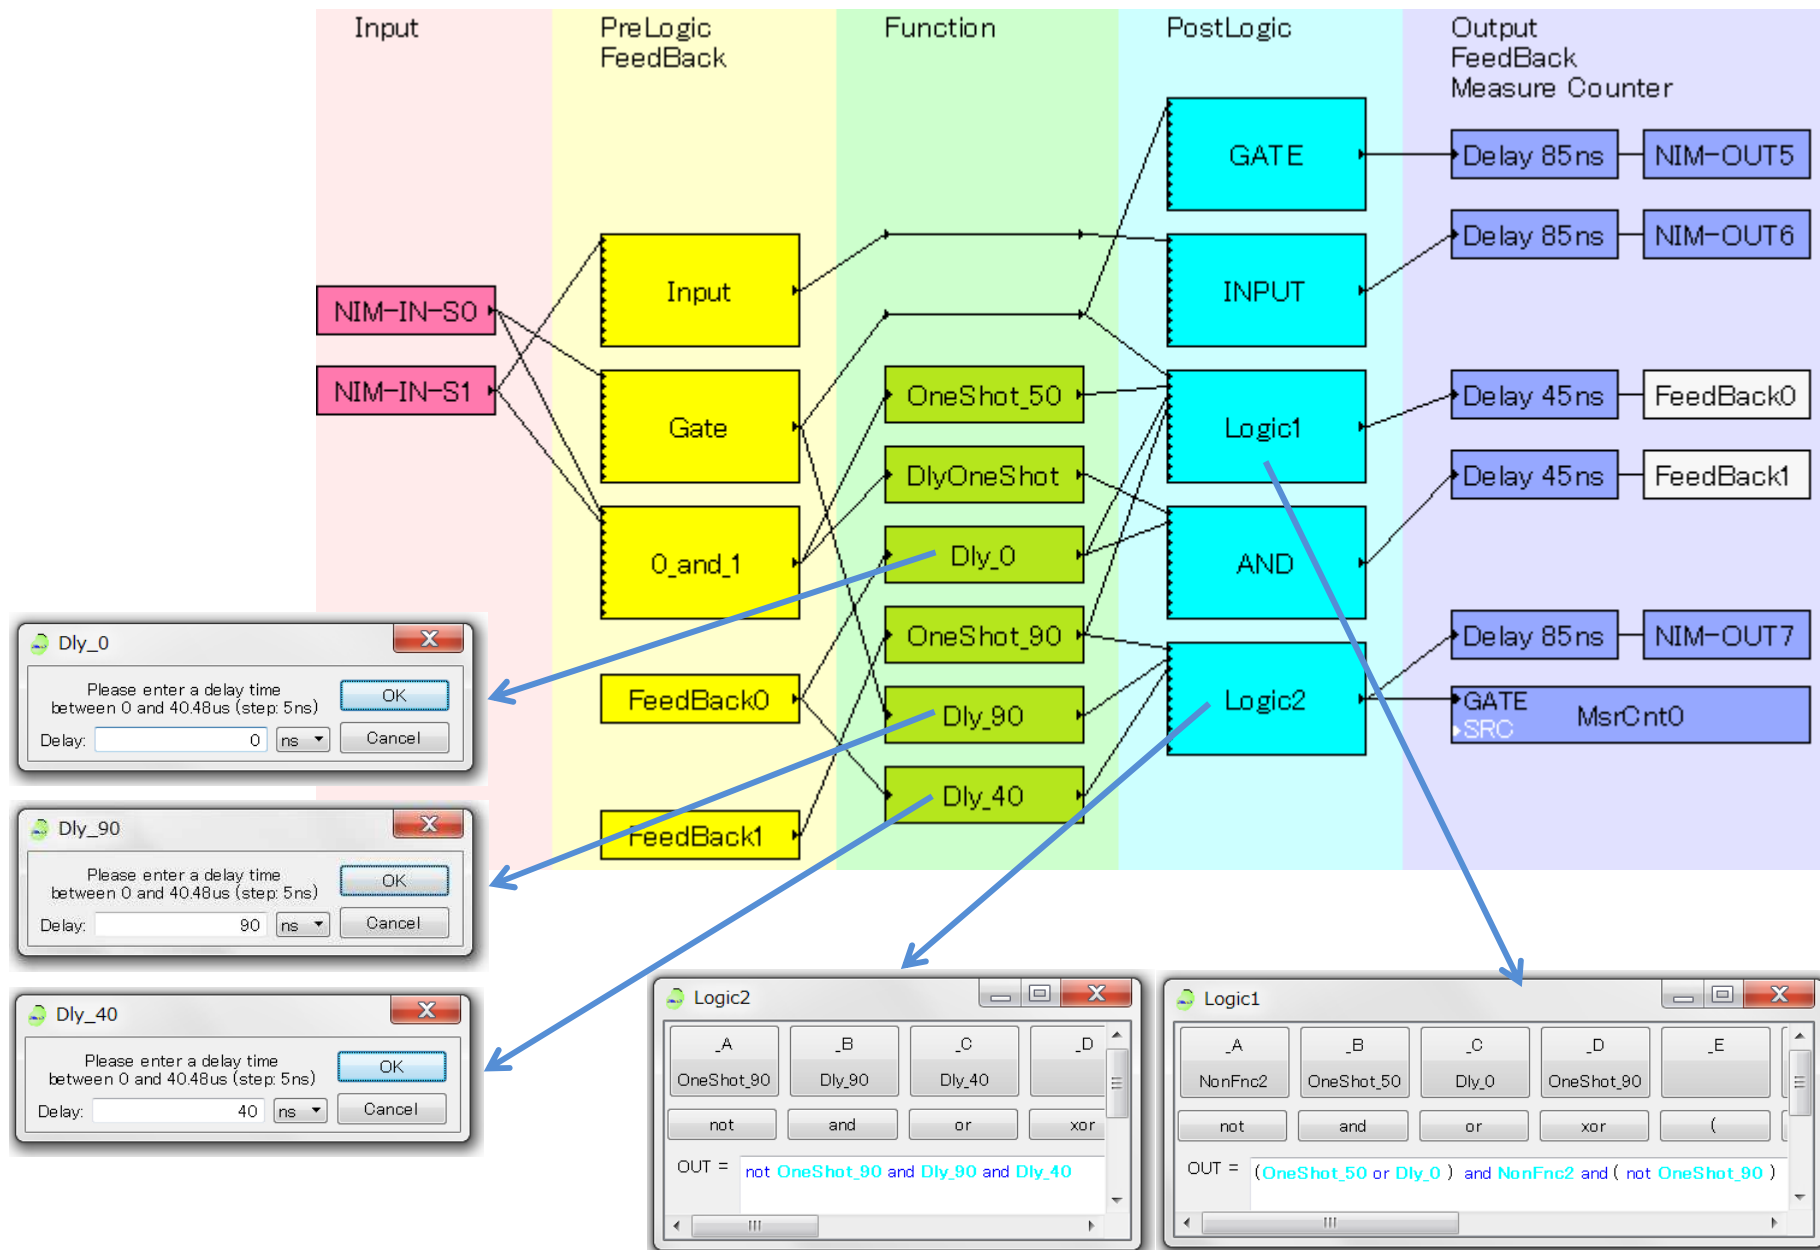 Input
PreLogic
FeedBack
Function
PostLogic
Output
FeedBack
Measure Counter
GATE
Delay 85ns
NIM-OUT5
Delay 85ns
NIM-OUT6
Input
INPUT
NIM-IN-S0
NIM-IN-S1
OneShot_50
Delay 45ns
FeedBack0
Gate
Logic1
DlyOneShot
Delay 45ns
FeedBack1
0_and_1
Dly_0
AND
OneShot_90
Delay 85ns
NIM-OUT7
FeedBack0
Dly_90
Logic2
GATE
SRC
MsrCnt0
Dly_40
FeedBack1
Dly_0
Please enter a delay time
between 0 and 40.48us (step: 5ns)
OK
Delay:
0
ns
Cancel
Dly_90
Please enter a delay time
between 0 and 40.48us (step: 5ns)
OK
Delay:
90
ns
Cancel
Dly_40
Please enter a delay time
between 0 and 40.48us (step: 5ns)
OK
Delay:
40
ns
Cancel
Logic2
_A
OneShot_90
_B
Dly_90
_C
Dly_40
_D
not
and
or
xor
OUT =
not OneShot_90 and Dly_90 and Dly_40
Logic1
_A
NonFnc2
_B
OneShot_50
_C
Dly_0
_D
OneShot_90
_E
not
and
or
xor
(
OUT =
(OneShot_50 or Dly_0 ) and NonFnc2 and ( not OneShot_90 )